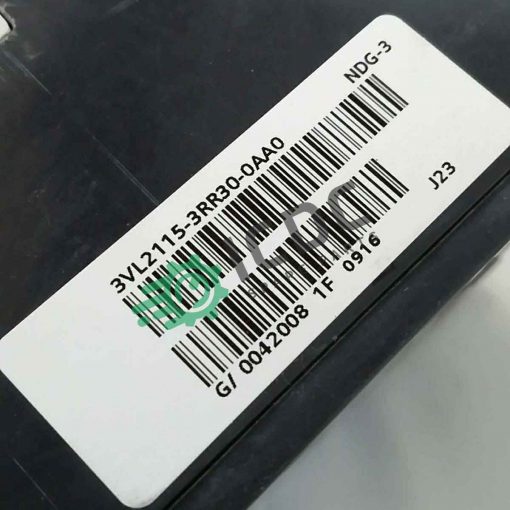 NDG-3
3VL2115-3RR30-0AA0
J23
G/ 0042008 1F 0916
ICDC